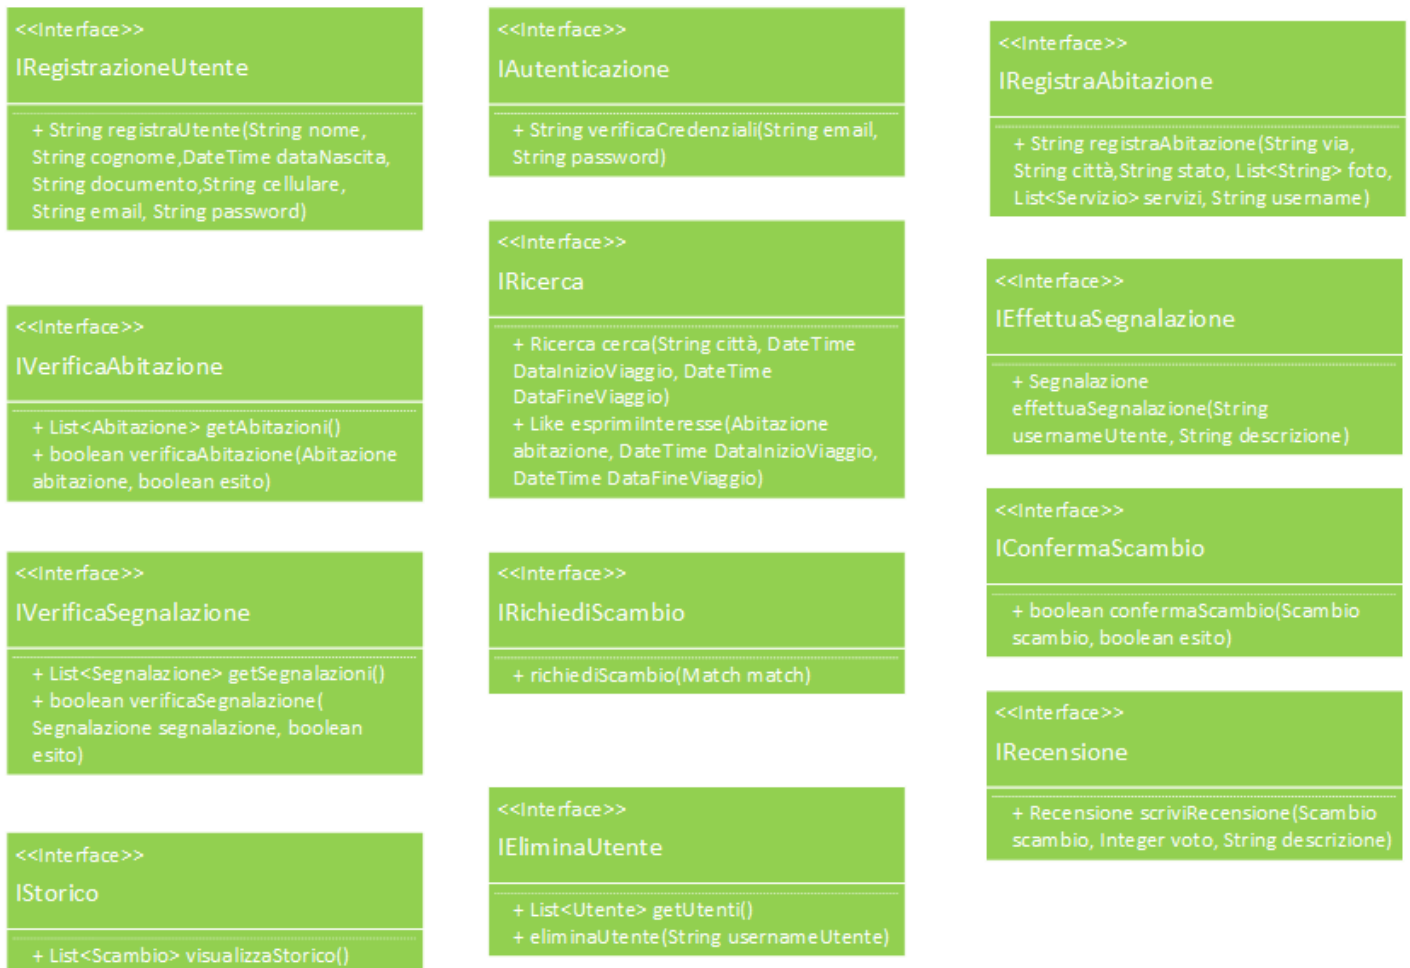 <<Interface>>
IRegistrazioneUtente
+ String registraUtente(String nome,
String cognome,DateTime dataNascita,
String documento,String cellulare,
String email, String password)
<<Interface>>
IVerificaAbitazione
+ List<Abitazione> getAbitazioni()
+ boolean verificaAbitazione(Abitazione
abitazione, boolean esito)
<<Interface>>
IVerificaSegnalazione
+ List<Segnalazione> getSegnalazioni()
+ boolean verificaSegnalazione(
Segnalazione segnalazione, boolean
esito)
<<Interface>>
IStorico
+ List<Scambio> visualizzaStorico()
<<Interface>>
IAutenticazione
+ String verificaCredenziali(String email,
String password)
<<Interface>>
IRicerca
+ Ricerca cerca(String città, DateTime
DataInizioViaggio, DateTime
DataFineViaggio)
+ Like esprimiInteresse(Abitazione
abitazione, DateTime DataInizioViaggio,
DateTime DataFineViaggio)
<<Interface>>
IRichiediScambio
+ richiediScambio(Match match)
<<Interface>>
IEliminaUtente
+ List<Utente> getUtenti()
+ eliminaUtente(String usernameUtente)
<<Interface>>
IRegistraAbitazione
+ String registraAbitazione(String via,
String città,String stato, List<String> foto,
List<Servizio> servizi, String username)
<<Interface>>
IEffettuaSegnalazione
+ Segnalazione
effettuaSegnalazione(String
usernameUtente, String descrizione)
<<Interface>>
IConfermaScambio
+ boolean confermaScambio(Scambio
scambio, boolean esito)
<<Interface>>
IRecensione
+ Recensione scriviRecensione(Scambio
scambio, Integer voto, String descrizione)